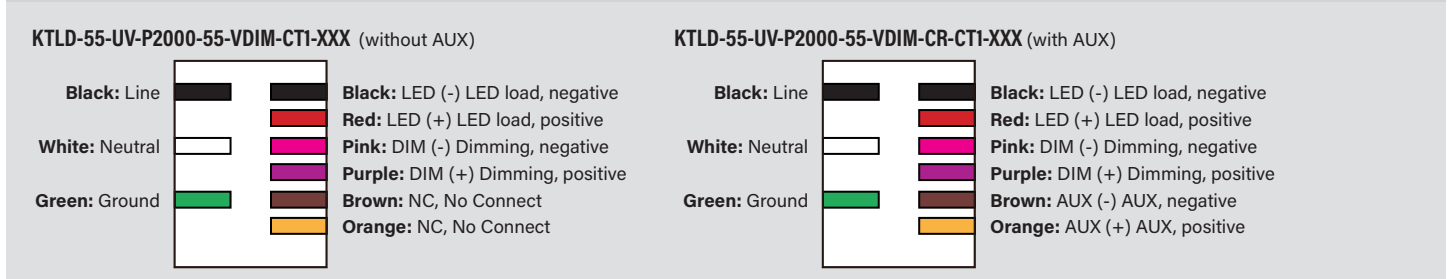 KTLD-55-UV-P2000-55-VDIM-CT1-XXX (without AUX)
Black: Line
White: Neutral
Green: Ground
Black: LED (-) LED load, negative
Red: LED (+) LED load, positive
Pink: DIM (-) Dimming, negative
Purple: DIM (+) Dimming, positive
Brown: NC, No Connect
Orange: NC, No Connect
KTLD-55-UV-P2000-55-VDIM-CR-CT1-XXX (with AUX)
Black: Line
White: Neutral
Green: Ground
Black: LED (-) LED load, negative
Red: LED (+) LED load, positive
Pink: DIM (-) Dimming, negative
Purple: DIM (+) Dimming, positive
Brown: AUX (-) AUX, negative
Orange: AUX (+) AUX, positive